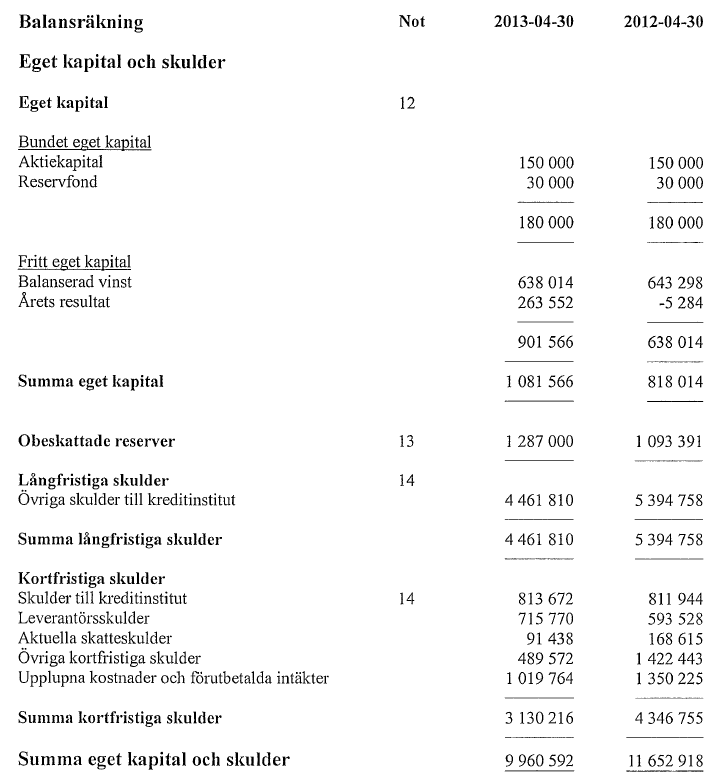 Balansräkning Not 2013-04-30 2012-04-30
Eget kapital och skulder
Eget kapital 12
Bundet eget kapital
Aktiekapital 150 000 150 000
Reservfond 30 000 30 000
180 000 180 000
Fritt eget kapital
Balanserad vinst 638 014 643 298
Årets resultat 263 552 -5 284
901 566 638 014
Summa eget kapital 1 081 566 818 014
Obeskattade reserver 13 1 287 000 1 093 391
Långfristiga skulder 14
Övriga skulder till kreditinstitut 4 461 810 5 394 758
Summa långfristiga skulder 4 461 810 5 394 758
Kortfristiga skulder
Skulder till kreditinstitut 14 813 672 811 944
Leverantörsskulder 715 770 593 528
Aktuella skatteskulder 91 438 168 615
Övriga kortfristiga skulder 489 572 1 422 443
Upplupna kostnader och förutbetalda intäkter 1 019 764 1 350 225
Summa kortfristiga skulder 3 130 216 4 346 755
Summa eget kapital och skulder 9 960 592 11 652 918